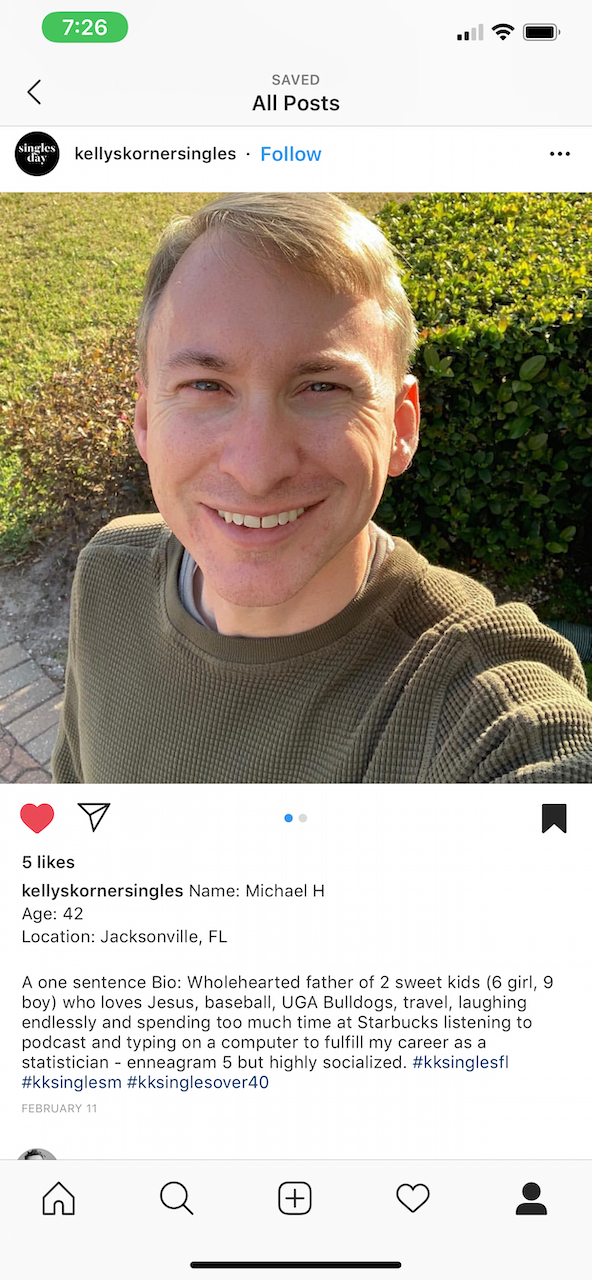 7:26
SAVED
All Posts
singles
day
kellyskornersingles · Follow
5 likes
kellyskornersingles Name: Michael H
Age: 42
Location: Jacksonville, FL
A one sentence Bio: Wholehearted father of 2 sweet kids (6 girl, 9
boy) who loves Jesus, baseball, UGA Bulldogs, travel, laughing
endlessly and spending too much time at Starbucks listening to
podcast and typing on a computer to fulfill my career as a
statistician - enneagram 5 but highly socialized. #kksinglesfl
#kksinglesm #kksinglesover40
FEBRUARY 11